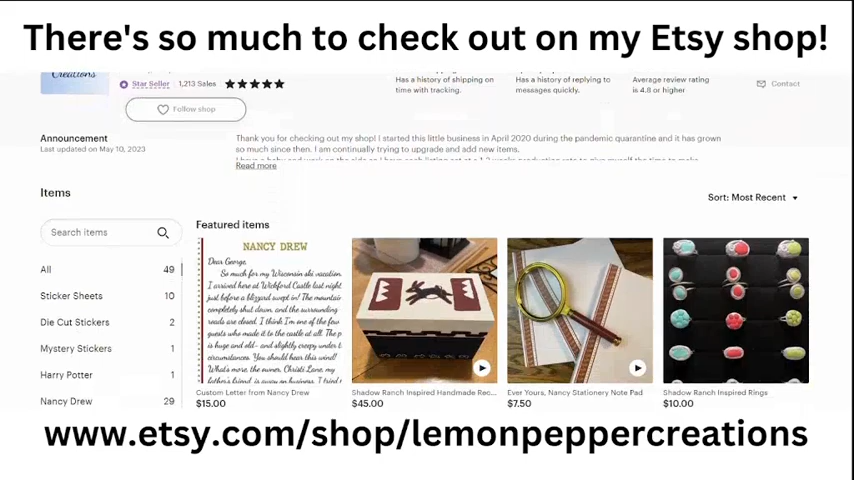 There's so much to check out on my Etsy shop!
Creations
Star Seller 1,213 Sales
Has a history of shipping on time with tracking.
Has a history of replying to messages quickly.
Average review rating is 4.8 or higher
Contact
Follow shop
Announcement
Last updated on May 10, 2023
Thank you for checking out my shop! I started this little business in April 2020 during the pandemic quarantine and it has grown
so much since then. I am continually trying to upgrade and add new items.
Read more
Items
Sort: Most Recent
Search items
Featured items
All 49
Sticker Sheets 10
Die Cut Stickers 2
Mystery Stickers 1
Harry Potter 1
Nancy Drew 29
NANCY DREW
Dear George,
So much for my Wisconsin ski vacation.
I arrived here at Wickford Castle last night
just before a blizzard swept in! The mountain
completely shut down, and the surrounding
roads are closed. I think I'm one of the few
guests who made it to the castle at all. The p
is huge and old- and slightly creepy under t
circumstances. You should hear this wind!
What's more, the owner, Christi Lane, my
father's friend, is away on business. I tried t
Custom Letter from Nancy Drew
$15.00
Shadow Ranch Inspired Handmade Rec...
$45.00
Ever Yours, Nancy Stationery Note Pad
$7.50
Shadow Ranch Inspired Rings
$10.00
www.etsy.com/shop/lemonpeppercreations